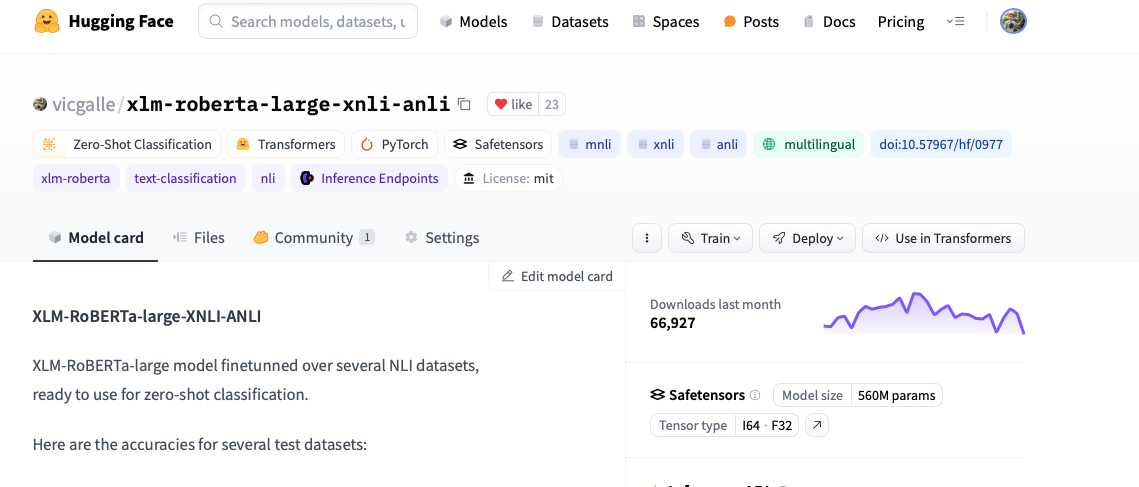 Hugging Face
Search models, datasets, u
Models
Datasets
Spaces
Posts
Docs
Pricing
vicgalle/xlm-roberta-large-xnli-anli
like 23
Zero-Shot Classification
Transformers
PyTorch
Safetensors
mnli
xnli
anli
multilingual
doi:10.57967/hf/0977
xlm-roberta
text-classification
nli
Inference Endpoints
License: mit
Model card
Files
Community 1
Settings
Train
Deploy
</> Use in Transformers
Edit model card
XLM-RoBERTa-large-XNLI-ANLI
XLM-RoBERTa-large model finetunned over several NLI datasets,
ready to use for zero-shot classification.
Here are the accuracies for several test datasets:
Downloads last month
66,927
Safetensors
Model size 560M params
Tensor type I64 · F32